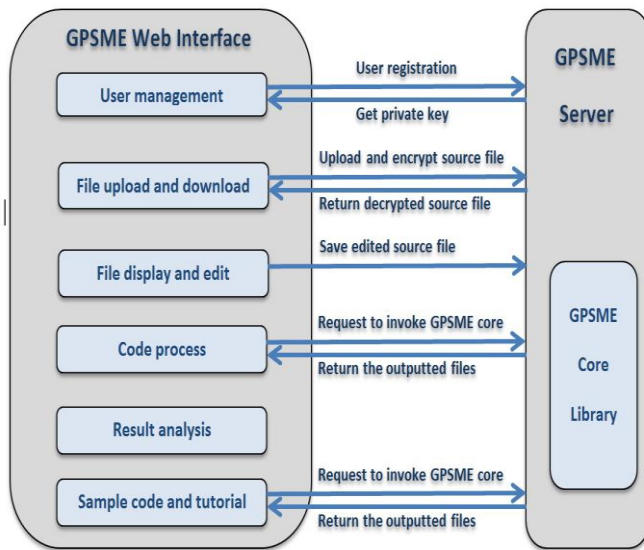 GPSME Web Interface
User management
File upload and download
File display and edit
Code process
Result analysis
Sample code and tutorial
User registration
Get private key
Upload and encrypt source file
Return decrypted source file
Save edited source file
Request to invoke GPSME core
Return the outputted files
Request to invoke GPSME core
Return the outputted files
GPSME
Server
GPSME
Core
Library